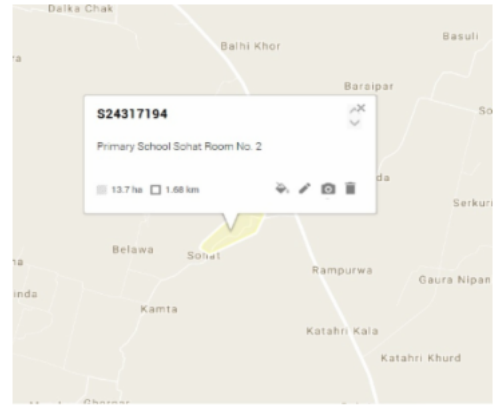 Dalka Chak
Balhi Khor
Basuli
Baraipar
S24317194
Primary School Sohat Room No. 2
13.7 ha 1.68 km
Serkuri
Belawa
Sohat
Rampurwa
Gaura Nipan
inda
Kamta
Katahri Kala
Katahri Khurd